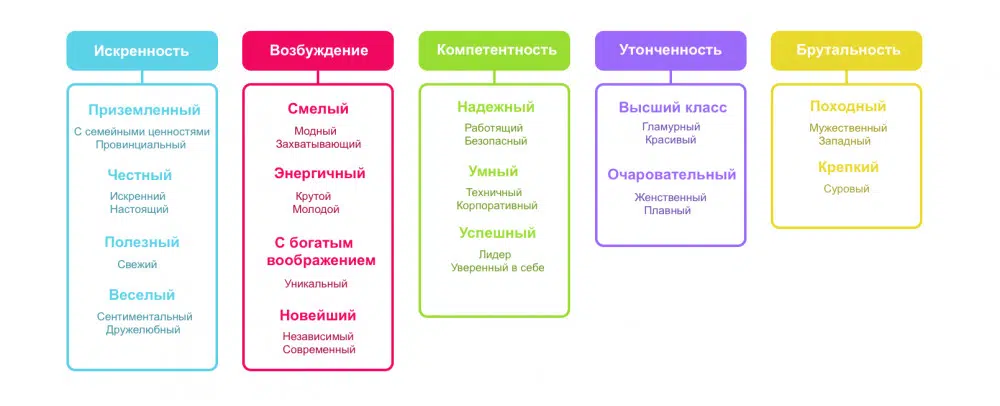 Искренность
Приземленный
С семейными ценностями
Провинциальный
Честный
Искренний
Настоящий
Полезный
Свежий
Веселый
Сентиментальный
Дружелюбный
Возбуждение
Смелый
Модный
Захватывающий
Энергичный
Крутой
Молодой
С богатым
воображением
Уникальный
Новейший
Независимый
Современный
Компетентность
Надежный
Работящий
Безопасный
Умный
Техничный
Корпоративный
Успешный
Лидер
Уверенный в себе
Утонченность
Высший класс
Гламурный
Красивый
Очаровательный
Женственный
Плавный
Брутальность
Походный
Мужественный
Западный
Крепкий
Суровый